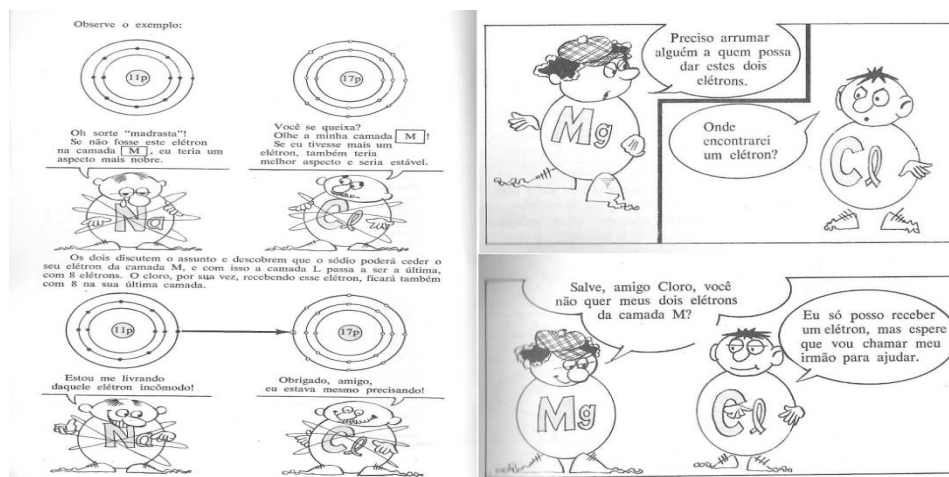 Observe o exemplo:
11p
17p
Oh sorte "madrasta"!
Se não fosse este elétron
na camada M, eu teria um
aspecto mais nobre.
Você se queixa?
Olhe a minha camada M!
Se eu tivesse mais um
elétron, também teria
melhor aspecto e seria estável.
Na
Cl
Os dois discutem o assunto e descobrem que o sódio poderá ceder o
seu elétron da camada M, e com isso a camada L passa a ser a última,
com 8 elétrons. O cloro, por sua vez, recebendo esse elétron, ficará também
com 8 na sua última camada.
11p
17p
Estou me livrando
daquele elétron incômodo!
Obrigado, amigo,
eu estava mesmo precisando!
Na
Cl
Preciso arrumar
alguém a quem possa
dar estes dois
elétrons.
Mg
Onde
encontrarei
um elétron?
Cl
Salve, amigo Cloro, você
não quer meus dois elétrons
da camada M?
Eu só posso receber
um elétron, mas espere
que vou chamar meu
irmão para ajudar.
Mg
Cl